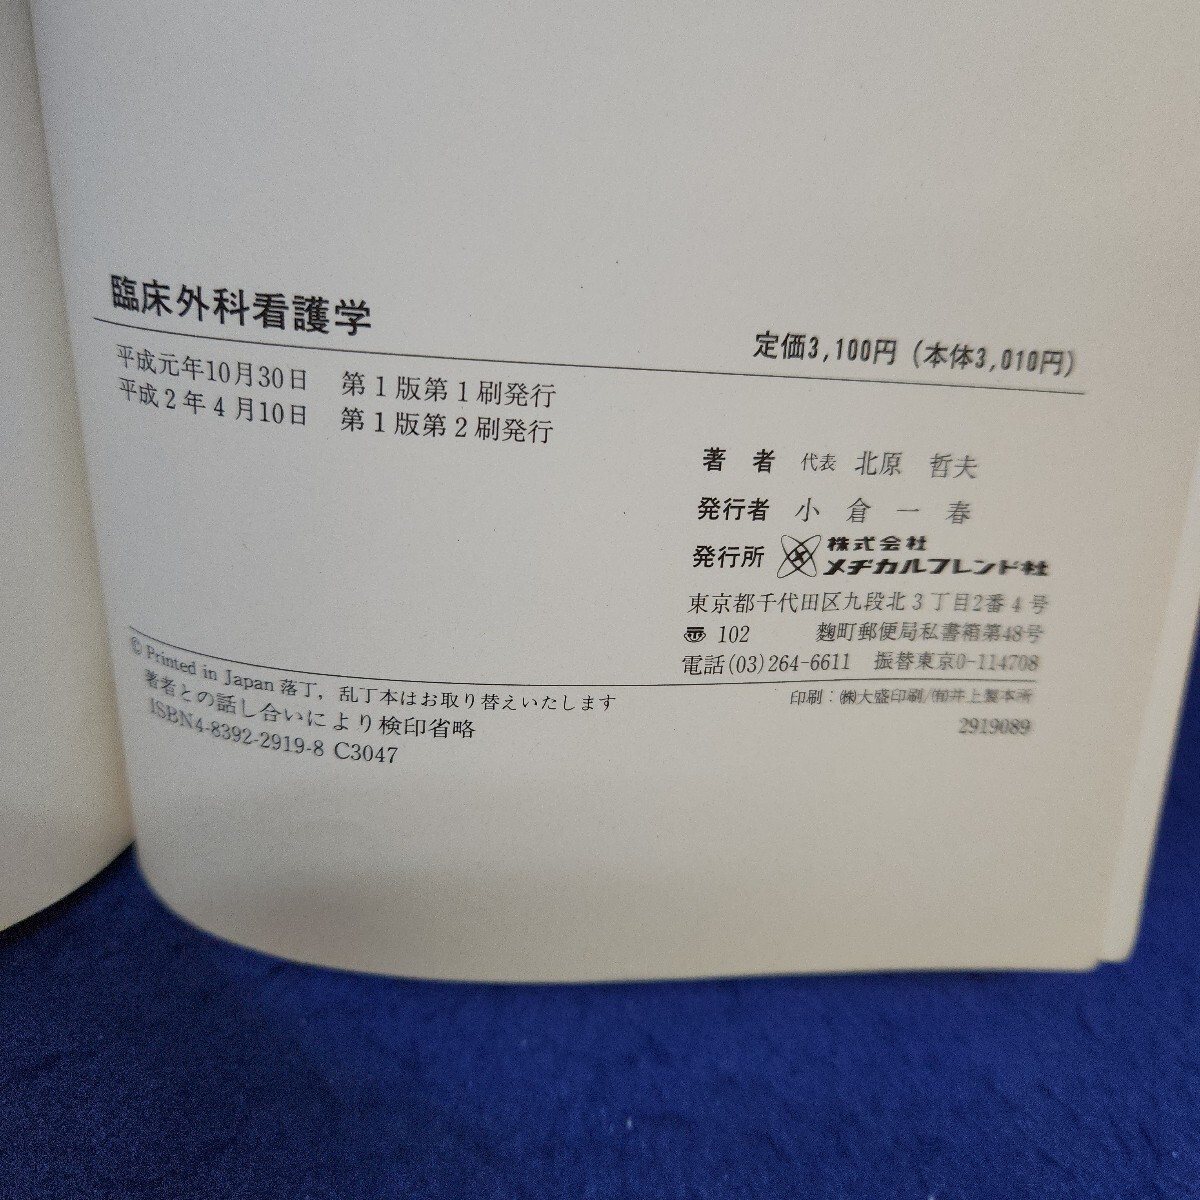 臨床外科看護学
定価3,100円（本体3,010円）
平成元年10月30日　第1版第1刷発行
平成2年4月10日　第1版第2刷発行
著者　代表　北原　哲夫
発行者　小倉一春
発行所　株式会社
メヂカルフレンド社
東京都千代田区九段北3丁目2番4号
〠102　麴町郵便局私書箱第48号
電話(03)264-6611　振替東京0-114708
© Printed in Japan 落丁，乱丁本はお取り替えいたします
印刷：㈱大盛印刷/㈲井上製本所
著者との話し合いにより検印省略
2919089
ISBN4-8392-2919-8 C3047